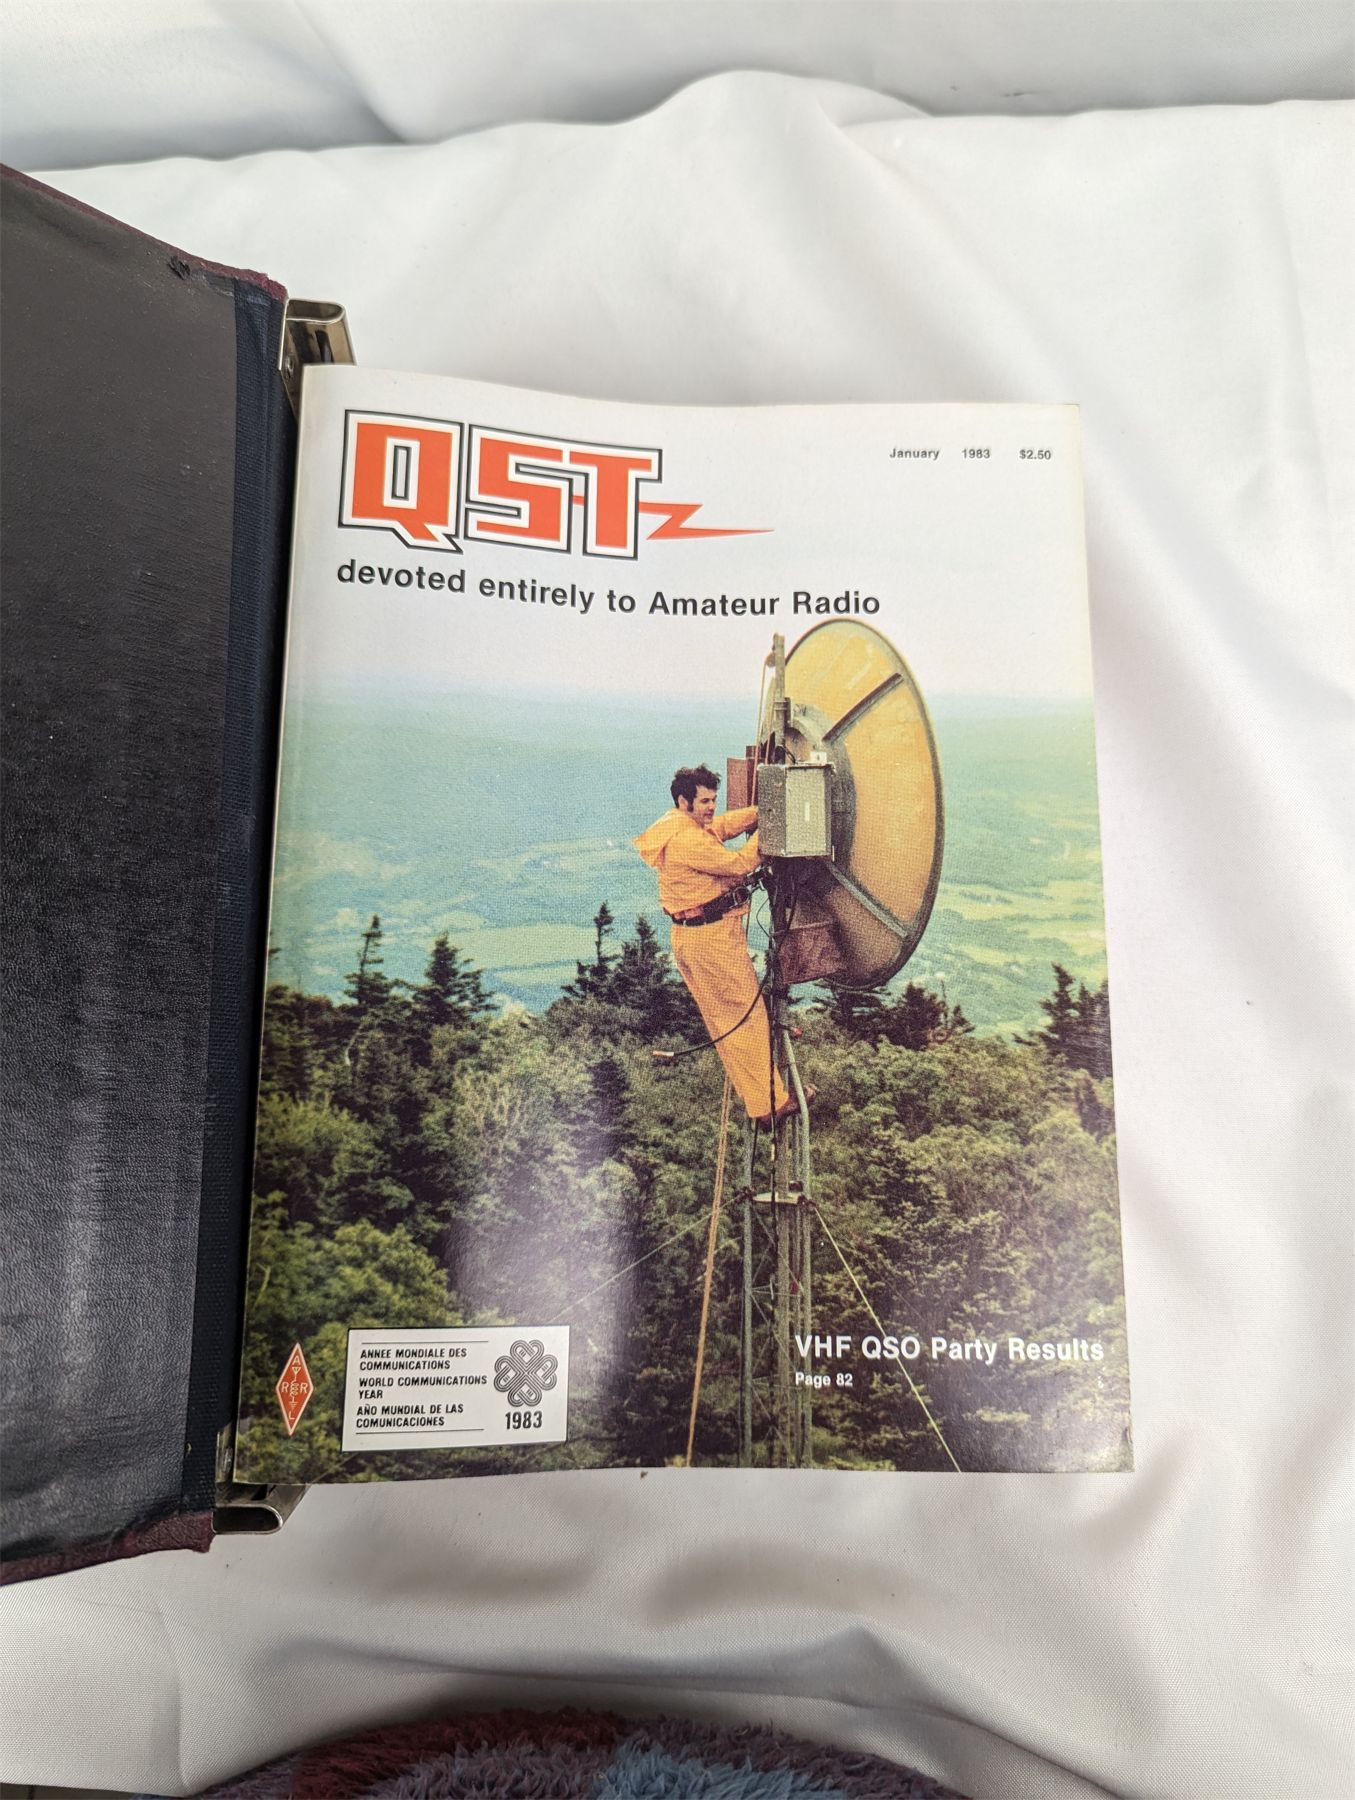 QST
January 1983 $2.50
devoted entirely to Amateur Radio
VHF QSO Party Results
Page 82
ANNEE MONDIALE DES
COMMUNICATIONS
WORLD COMMUNICATIONS
YEAR
AÑO MUNDIAL DE LAS
COMUNICACIONES
1983
A
R R
L